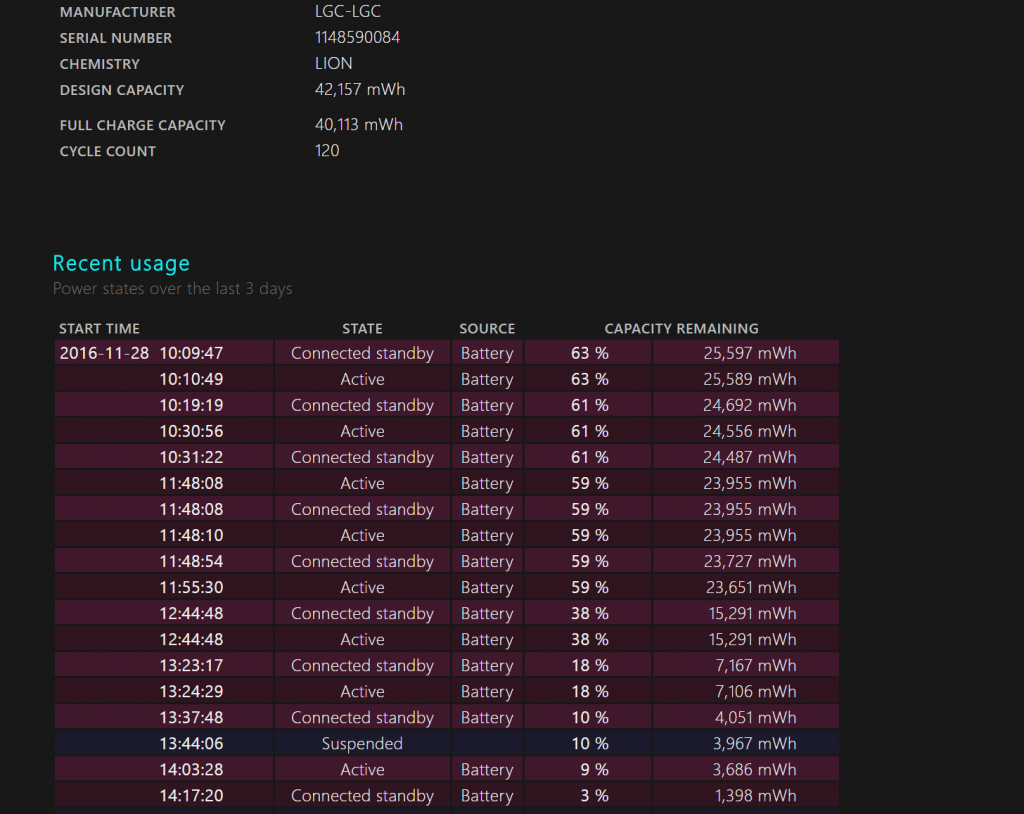 MANUFACTURER LGC-LGC
SERIAL NUMBER 1148590084
CHEMISTRY LION
DESIGN CAPACITY 42,157 mWh
FULL CHARGE CAPACITY 40,113 mWh
CYCLE COUNT 120
Recent usage
Power states over the last 3 days
START TIME STATE SOURCE CAPACITY REMAINING
2016-11-28 10:09:47 Connected standby Battery 63 % 25,597 mWh
10:10:49 Active Battery 63 % 25,589 mWh
10:19:19 Connected standby Battery 61 % 24,692 mWh
10:30:56 Active Battery 61 % 24,556 mWh
10:31:22 Connected standby Battery 61 % 24,487 mWh
11:48:08 Active Battery 59 % 23,955 mWh
11:48:08 Connected standby Battery 59 % 23,955 mWh
11:48:10 Active Battery 59 % 23,955 mWh
11:48:54 Connected standby Battery 59 % 23,727 mWh
11:55:30 Active Battery 59 % 23,651 mWh
12:44:48 Connected standby Battery 38 % 15,291 mWh
12:44:48 Active Battery 38 % 15,291 mWh
13:23:17 Connected standby Battery 18 % 7,167 mWh
13:24:29 Active Battery 18 % 7,106 mWh
13:37:48 Connected standby Battery 10 % 4,051 mWh
13:44:06 Suspended 10 % 3,967 mWh
14:03:28 Active Battery 9 % 3,686 mWh
14:17:20 Connected standby Battery 3 % 1,398 mWh